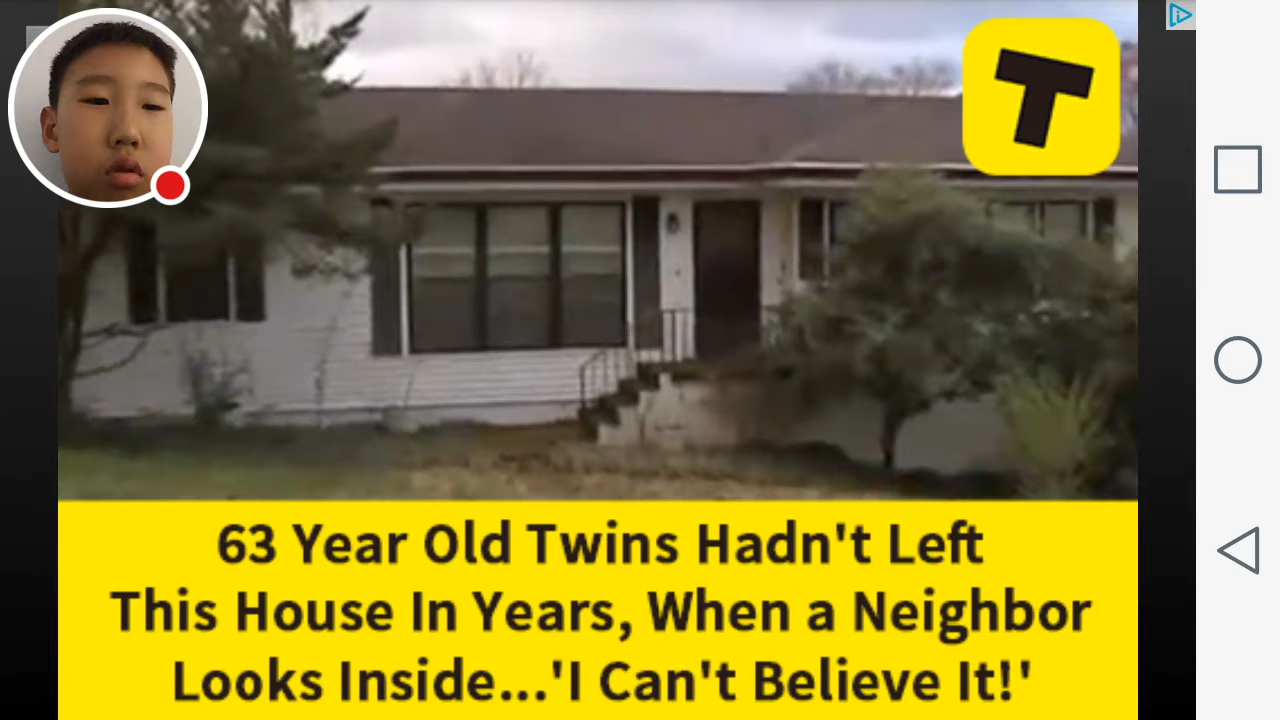 T
63 Year Old Twins Hadn't Left
This House In Years, When a Neighbor
Looks Inside...'I Can't Believe It!'